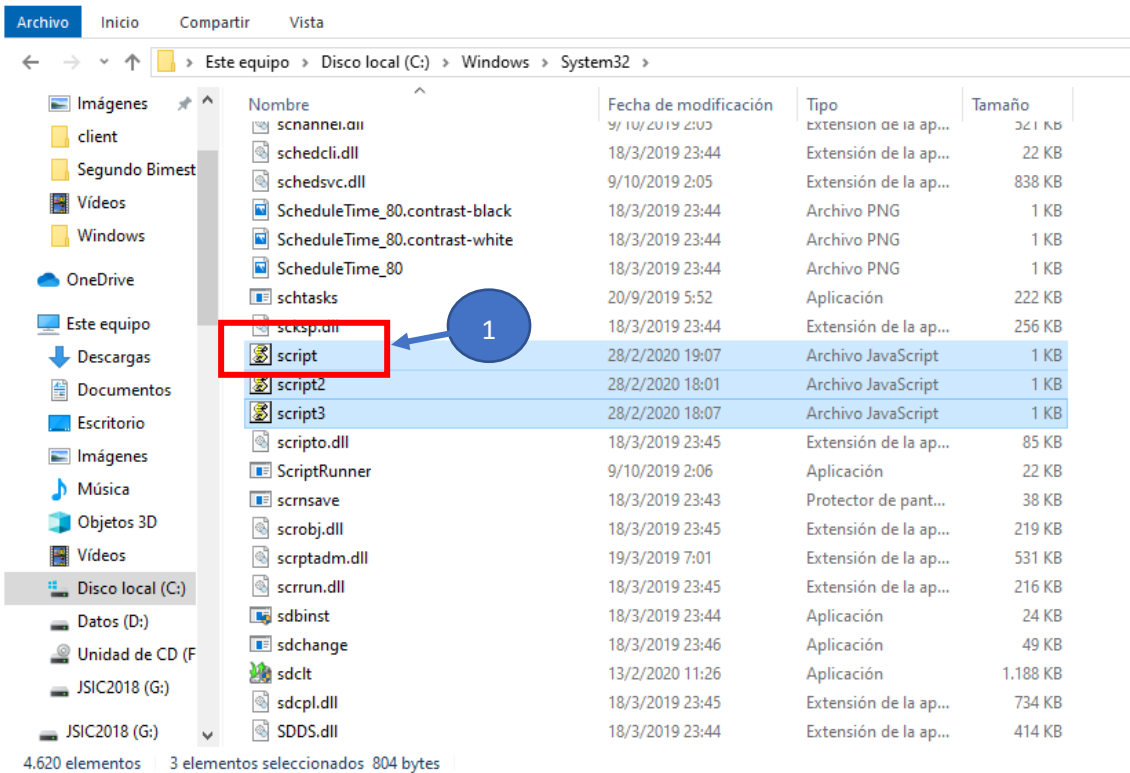 Archivo Inicio Compartir Vista
Este equipo Disco local (C:) Windows System32
Imágenes
client
Segundo Bimest
Vídeos
Windows
OneDrive
Este equipo
Descargas
Documentos
Escritorio
Imágenes
Música
Objetos 3D
Vídeos
Disco local (C:)
Datos (D:)
Unidad de CD (F
JSIC2018 (G:)
JSIC2018 (G:)
Nombre Fecha de modificación Tipo Tamaño
schannel.dll 9/10/2019 2:05 Extensión de la ap... 521 KB
schedcli.dll 18/3/2019 23:44 Extensión de la ap... 22 KB
schedsvc.dll 9/10/2019 2:05 Extensión de la ap... 838 KB
ScheduleTime_80.contrast-black 18/3/2019 23:44 Archivo PNG 1 KB
ScheduleTime_80.contrast-white 18/3/2019 23:44 Archivo PNG 1 KB
ScheduleTime_80 18/3/2019 23:44 Archivo PNG 1 KB
schtasks 20/9/2019 5:52 Aplicación 222 KB
scksp.dll 18/3/2019 23:44 Extensión de la ap... 256 KB
script 28/2/2020 19:07 Archivo JavaScript 1 KB
1
script2 28/2/2020 18:01 Archivo JavaScript 1 KB
script3 28/2/2020 18:07 Archivo JavaScript 1 KB
scripto.dll 18/3/2019 23:45 Extensión de la ap... 85 KB
ScriptRunner 9/10/2019 2:06 Aplicación 22 KB
scrnsave 18/3/2019 23:43 Protector de pant... 38 KB
scrobj.dll 18/3/2019 23:45 Extensión de la ap... 219 KB
scrptadm.dll 19/3/2019 7:01 Extensión de la ap... 531 KB
scrrun.dll 18/3/2019 23:45 Extensión de la ap... 216 KB
sdbinst 18/3/2019 23:44 Aplicación 24 KB
sdchange 18/3/2019 23:46 Aplicación 49 KB
sdclt 13/2/2020 11:26 Aplicación 1.188 KB
sdcpl.dll 18/3/2019 23:45 Extensión de la ap... 734 KB
SDDS.dll 18/3/2019 23:44 Extensión de la ap... 414 KB
4.620 elementos 3 elementos seleccionados 804 bytes